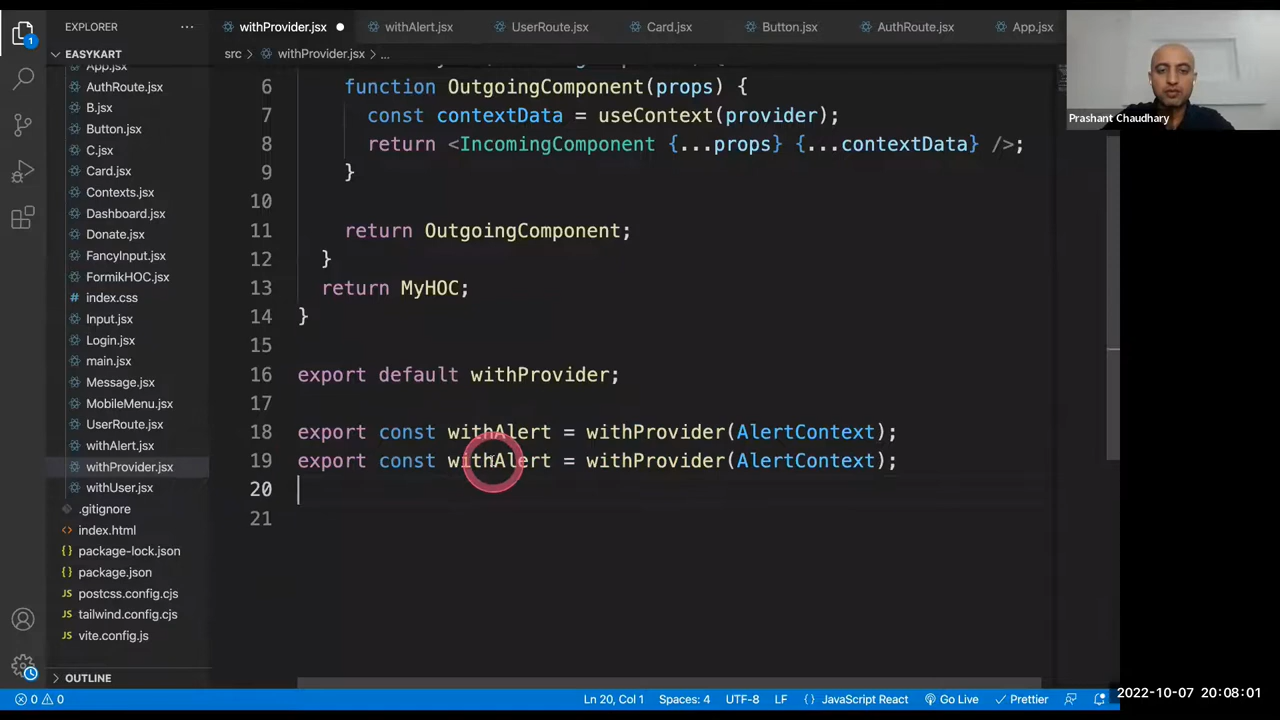 EXPLORER
withProvider.jsx
withAlert.jsx
UserRoute.jsx
Card.jsx
Button.jsx
AuthRoute.jsx
App.jsx
1
EASYKART
src > withProvider.jsx > ...
App.jsx
AuthRoute.jsx
B.jsx
Button.jsx
C.jsx
Card.jsx
Contexts.jsx
Dashboard.jsx
Donate.jsx
FancyInput.jsx
FormikHOC.jsx
index.css
Input.jsx
Login.jsx
main.jsx
Message.jsx
MobileMenu.jsx
UserRoute.jsx
withAlert.jsx
withProvider.jsx
withUser.jsx
.gitignore
index.html
package-lock.json
package.json
postcss.config.cjs
tailwind.config.cjs
vite.config.js
OUTLINE
6 function OutgoingComponent(props) {
7 const contextData = useContext(provider);
8 return <IncomingComponent {...props} {...contextData} />;
9 }
10
11 return OutgoingComponent;
12 }
13 return MyHOC;
14 }
15
16 export default withProvider;
17
18 export const withAlert = withProvider(AlertContext);
19 export const withAlert = withProvider(AlertContext);
20
21
Prashant Chaudhary
0 0
Ln 20, Col 1
Spaces: 4
UTF-8
LF
{ } JavaScript React
Go Live
Prettier
2022-10-07 20:08:01